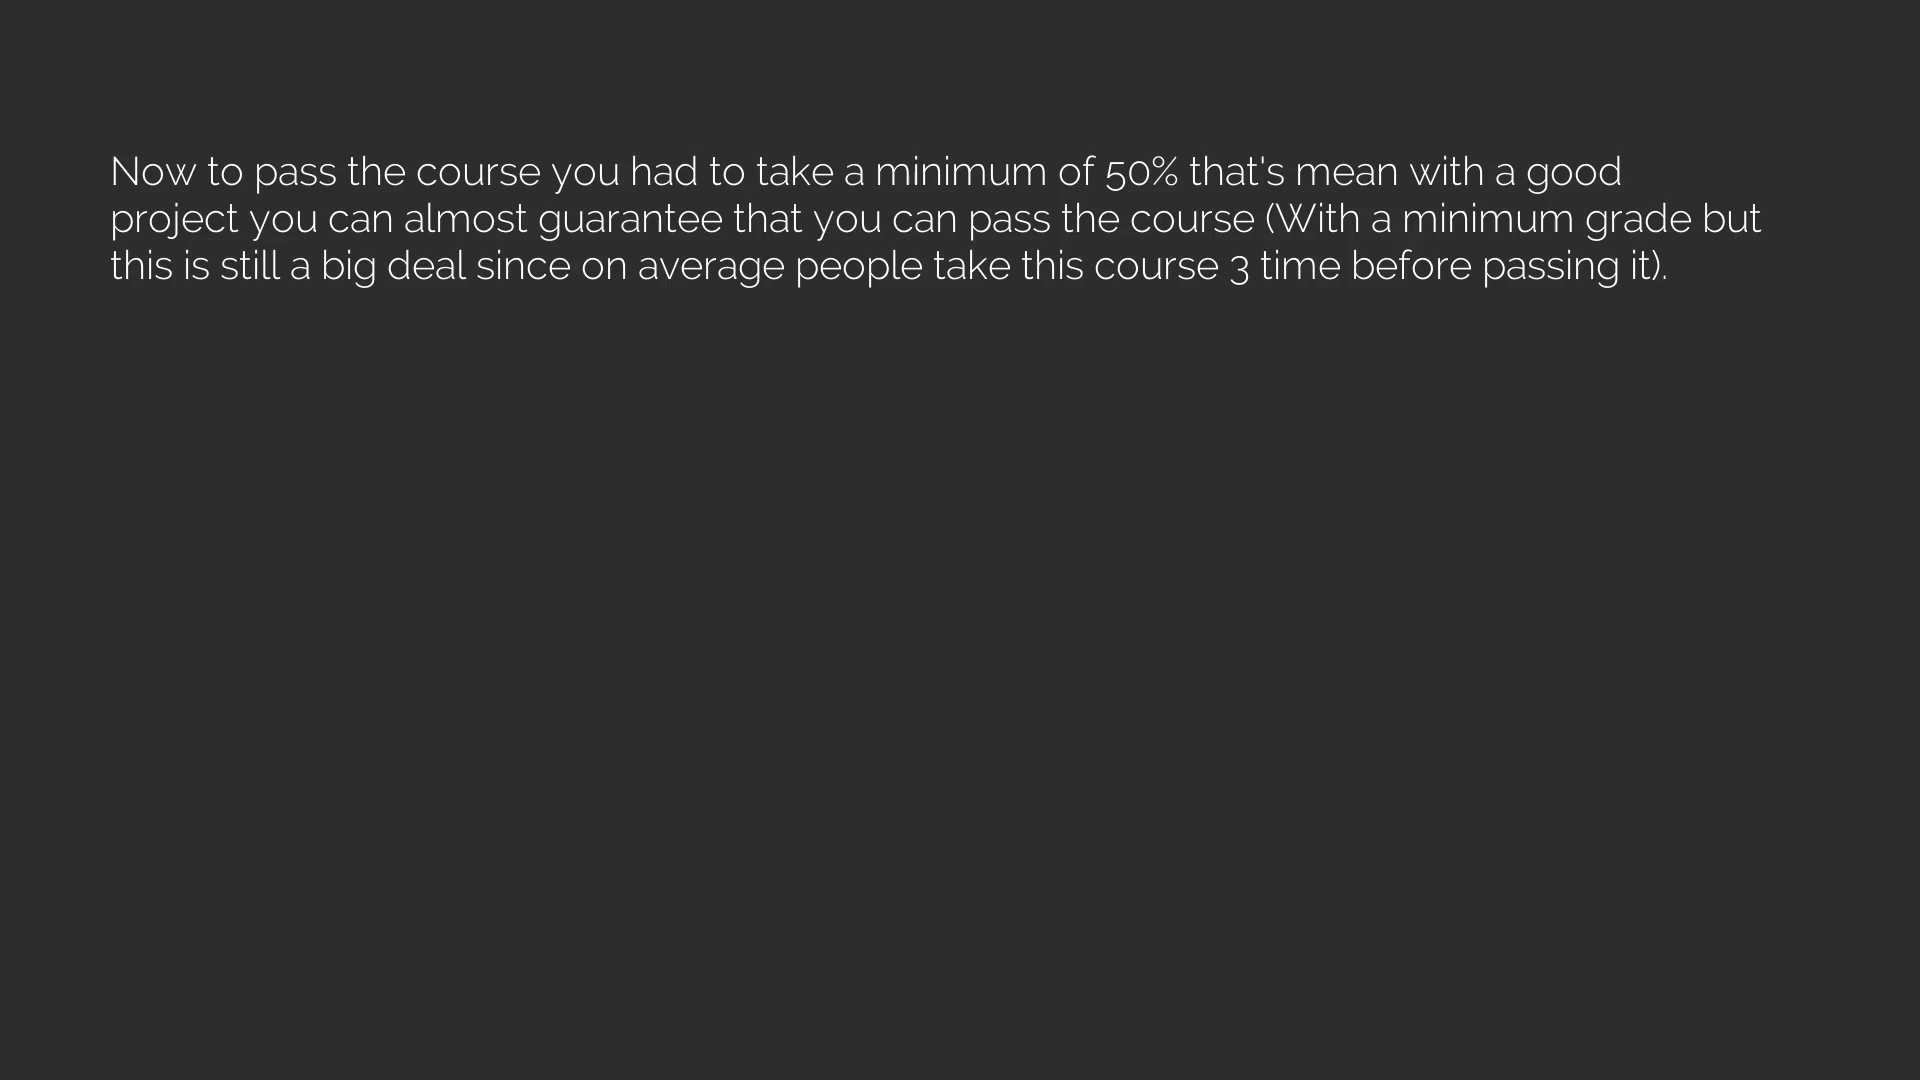 Now to pass the course you had to take a minimum of 50% that's mean with a good
project you can almost guarantee that you can pass the course (With a minimum grade but
this is still a big deal since on average people take this course 3 time before passing it).